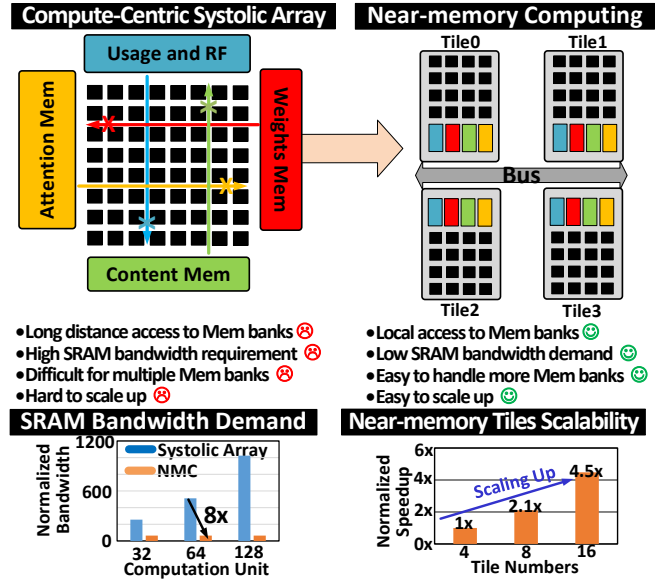 Compute-Centric Systolic Array
Usage and RF
Attention Mem
Weights Mem
Content Mem
•Long distance access to Mem banks
•High SRAM bandwidth requirement
•Difficult for multiple Mem banks
•Hard to scale up
Near-memory Computing
Tile0
Tile1
Bus
Tile2
Tile3
•Local access to Mem banks
•Low SRAM bandwidth demand
•Easy to handle more Mem banks
•Easy to scale up
SRAM Bandwidth Demand
Normalized
Bandwidth
1200
600
0
Systolic Array
NMC
8x
32
64
128
Computation Unit
Near-memory Tiles Scalability
Normalized
Speedup
6x
4x
2x
0x
Scaling Up
1x
2.1x
4.5x
4
8
16
Tile Numbers